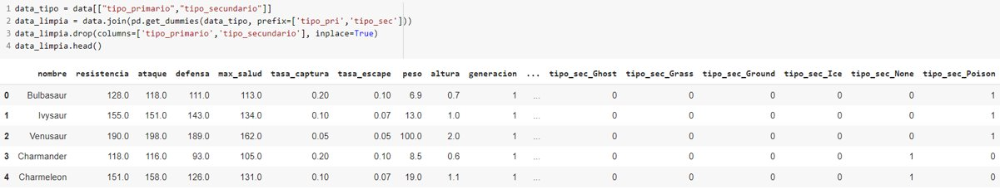 1 data_tipo = data[["tipo_primario","tipo_secundario"]]
2 data_limpia = data.join(pd.get_dummies(data_tipo, prefix=['tipo_pri','tipo_sec']))
3 data_limpia.drop(columns=['tipo_primario','tipo_secundario'], inplace=True)
4 data_limpia.head()
nombre resistencia ataque defensa max_salud tasa_captura tasa_escape peso altura generacion ... tipo_sec_Ghost tipo_sec_Grass tipo_sec_Ground tipo_sec_Ice tipo_sec_None tipo_sec_Poison
0 Bulbasaur 128.0 118.0 111.0 113.0 0.20 0.10 6.9 0.7 1 ... 0 0 0 0 0 1
1 Ivysaur 155.0 151.0 143.0 134.0 0.10 0.07 13.0 1.0 1 ... 0 0 0 0 0 1
2 Venusaur 190.0 198.0 189.0 162.0 0.05 0.05 100.0 2.0 1 ... 0 0 0 0 0 1
3 Charmander 118.0 116.0 93.0 105.0 0.20 0.10 8.5 0.6 1 ... 0 0 0 0 1 0
4 Charmeleon 151.0 158.0 126.0 131.0 0.10 0.07 19.0 1.1 1 ... 0 0 0 0 1 0